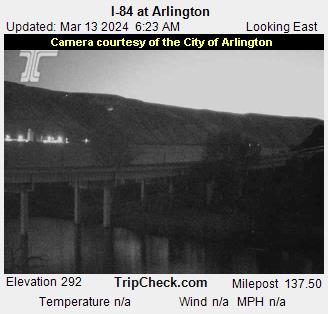 I-84 at Arlington
Updated: Mar 13 2024 6:23 AM Looking East
Camera courtesy of the City of Arlington
Elevation 292 TripCheck.com Milepost 137.50
Temperature n/a Wind n/a MPH n/a